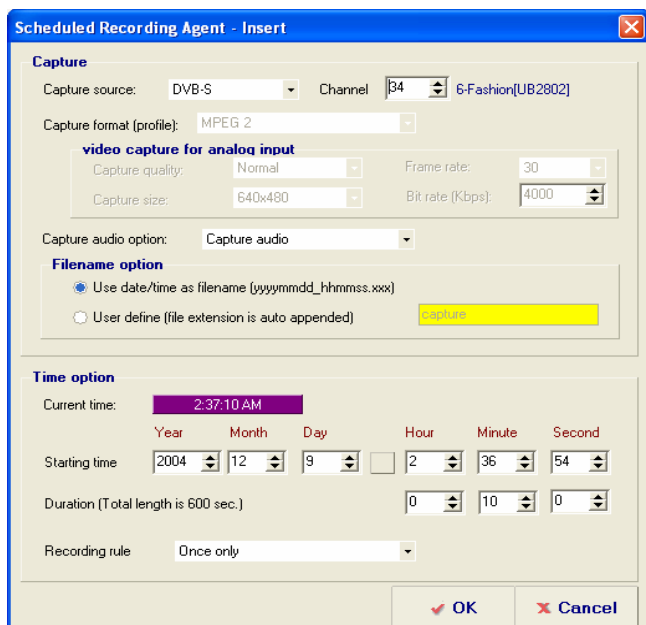 Scheduled Recording Agent - Insert
Capture
Capture source: DVB-S Channel 34 6-Fashion[UB2802]
Capture format (profile): MPEG 2
video capture for analog input
Capture quality: Normal Frame rate: 30
Capture size: 640x480 Bit rate (Kbps): 4000
Capture audio option: Capture audio
Filename option
Use date/time as filename (yyyymmdd_hhmmss.xxx)
User define (file extension is auto appended) capture
Time option
Current time: 2:37:10 AM
Year Month Day Hour Minute Second
Starting time 2004 12 9 2 36 54
Duration (Total length is 600 sec.) 0 10 0
Recording rule Once only
OK Cancel